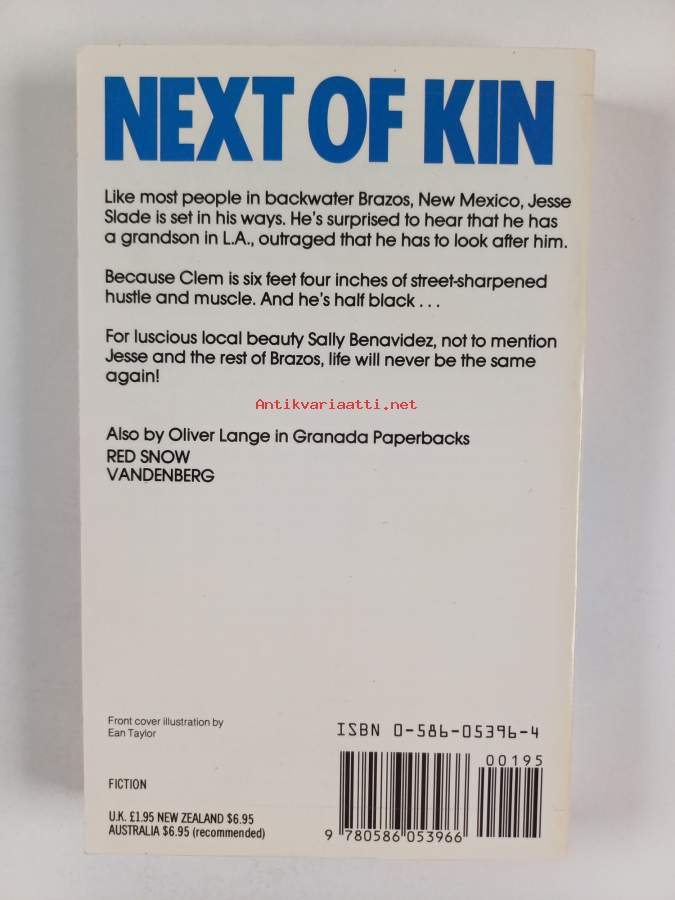 NEXT OF KIN
Like most people in backwater Brazos, New Mexico, Jesse
Slade is set in his ways. He's surprised to hear that he has
a grandson in L.A., outraged that he has to look after him.
Because Clem is six feet four inches of street-sharpened
hustle and muscle. And he's half black . . .
For luscious local beauty Sally Benavidez, not to mention
Jesse and the rest of Brazos, life will never be the same
again!
Antikvariaatti.net
Also by Oliver Lange in Granada Paperbacks
RED SNOW
VANDENBERG
Front cover illustration by
Ean Taylor
ISBN 0-586-05396-4
00195
FICTION
U.K. £1.95 NEW ZEALAND $6.95
AUSTRALIA $6.95 (recommended)
9 780586 053966